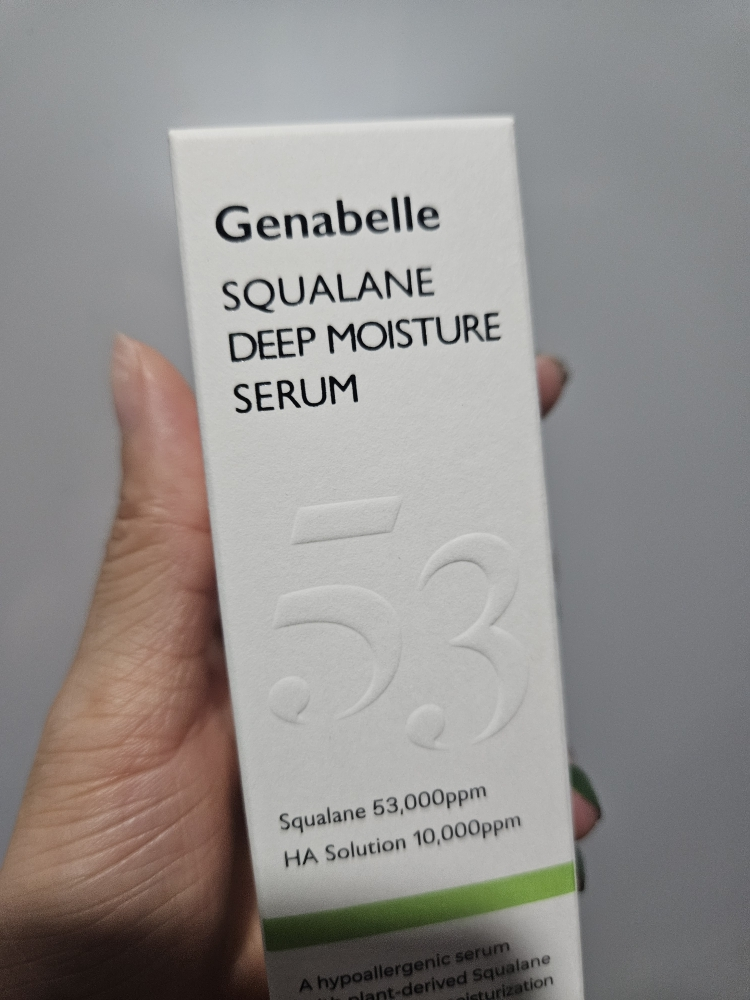 Genabelle
SQUALANE
DEEP MOISTURE
SERUM
53
Squalane 53,000ppm
HA Solution 10,000ppm
A hypoallergenic serum
plant-derived Squalane